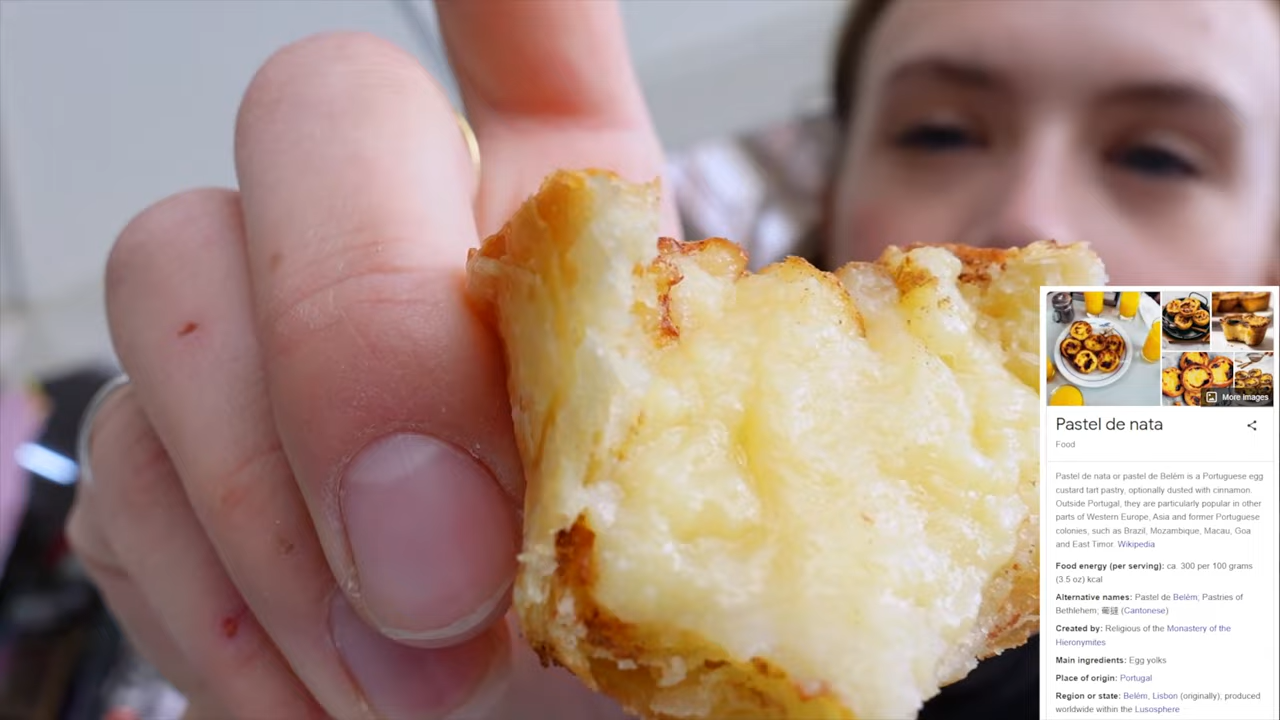 More images
Pastel de nata
Food
Pastel de nata or pastel de Belém is a Portuguese egg
custard tart pastry, optionally dusted with cinnamon.
Outside Portugal, they are particularly popular in other
parts of Western Europe, Asia and former Portuguese
colonies, such as Brazil, Mozambique, Macau, Goa
and East Timor. Wikipedia
Food energy (per serving): ca. 300 per 100 grams
(3.5 oz) kcal
Alternative names: Pastel de Belém, Pastries of
Bethlehem, 葡撻 (Cantonese)
Created by: Religious of the Monastery of the
Hieronymites
Main ingredients: Egg yolks
Place of origin: Portugal
Region or state: Belém, Lisbon (originally); produced
worldwide within the Lusosphere